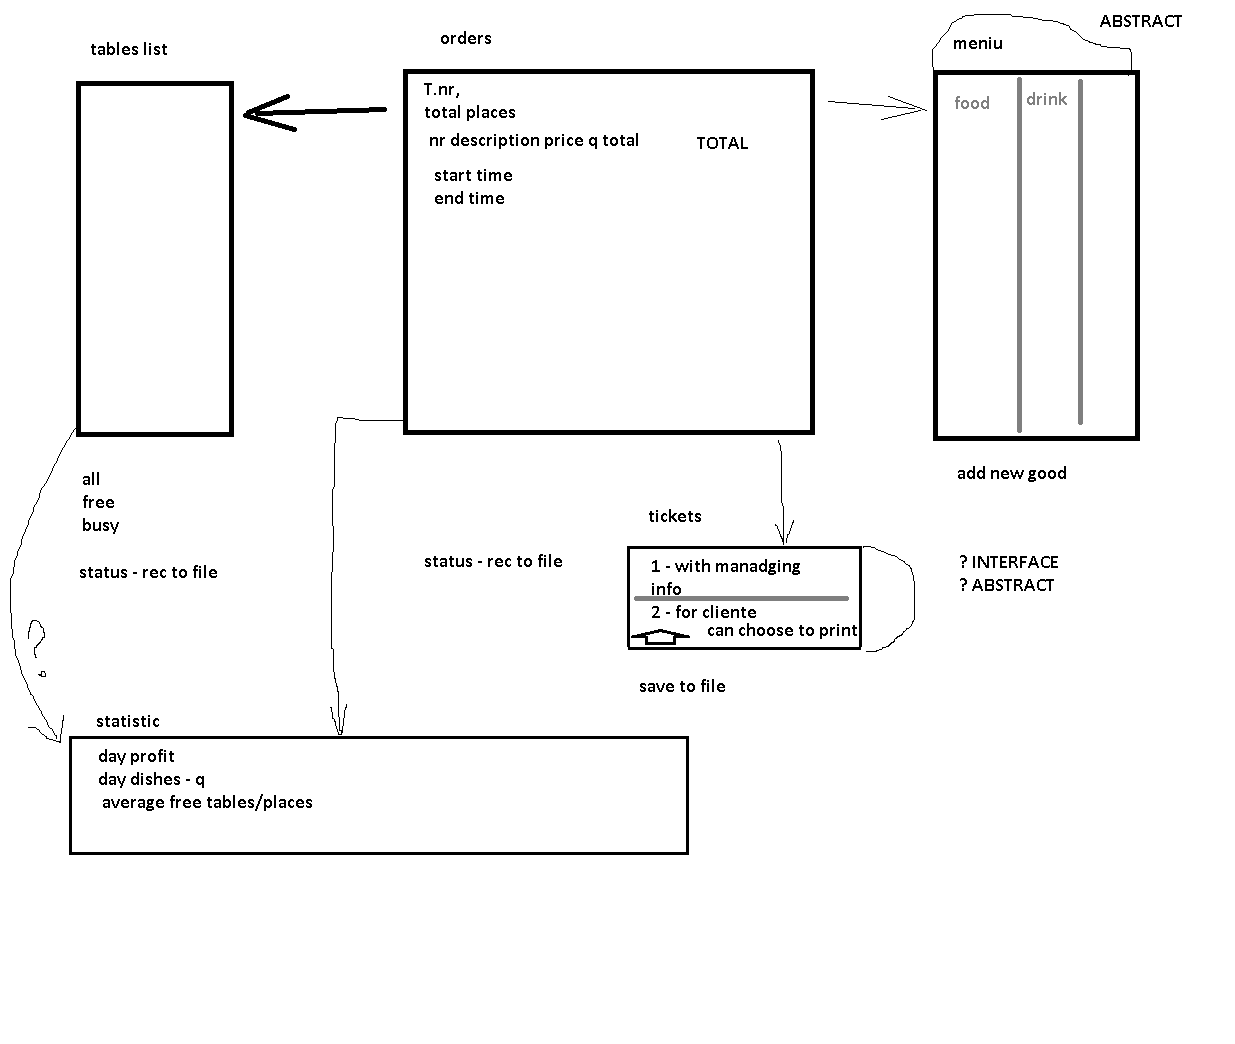 ABSTRACT
tables list
orders
meniu
T.nr,
total places
nr description price q total
TOTAL
start time
end time
food
drink
all
free
busy
status - rec to file
status - rec to file
add new good
tickets
1 - with manadging
info
2 - for cliente
can choose to print
save to file
? INTERFACE
? ABSTRACT
?
statistic
day profit
day dishes - q
average free tables/places